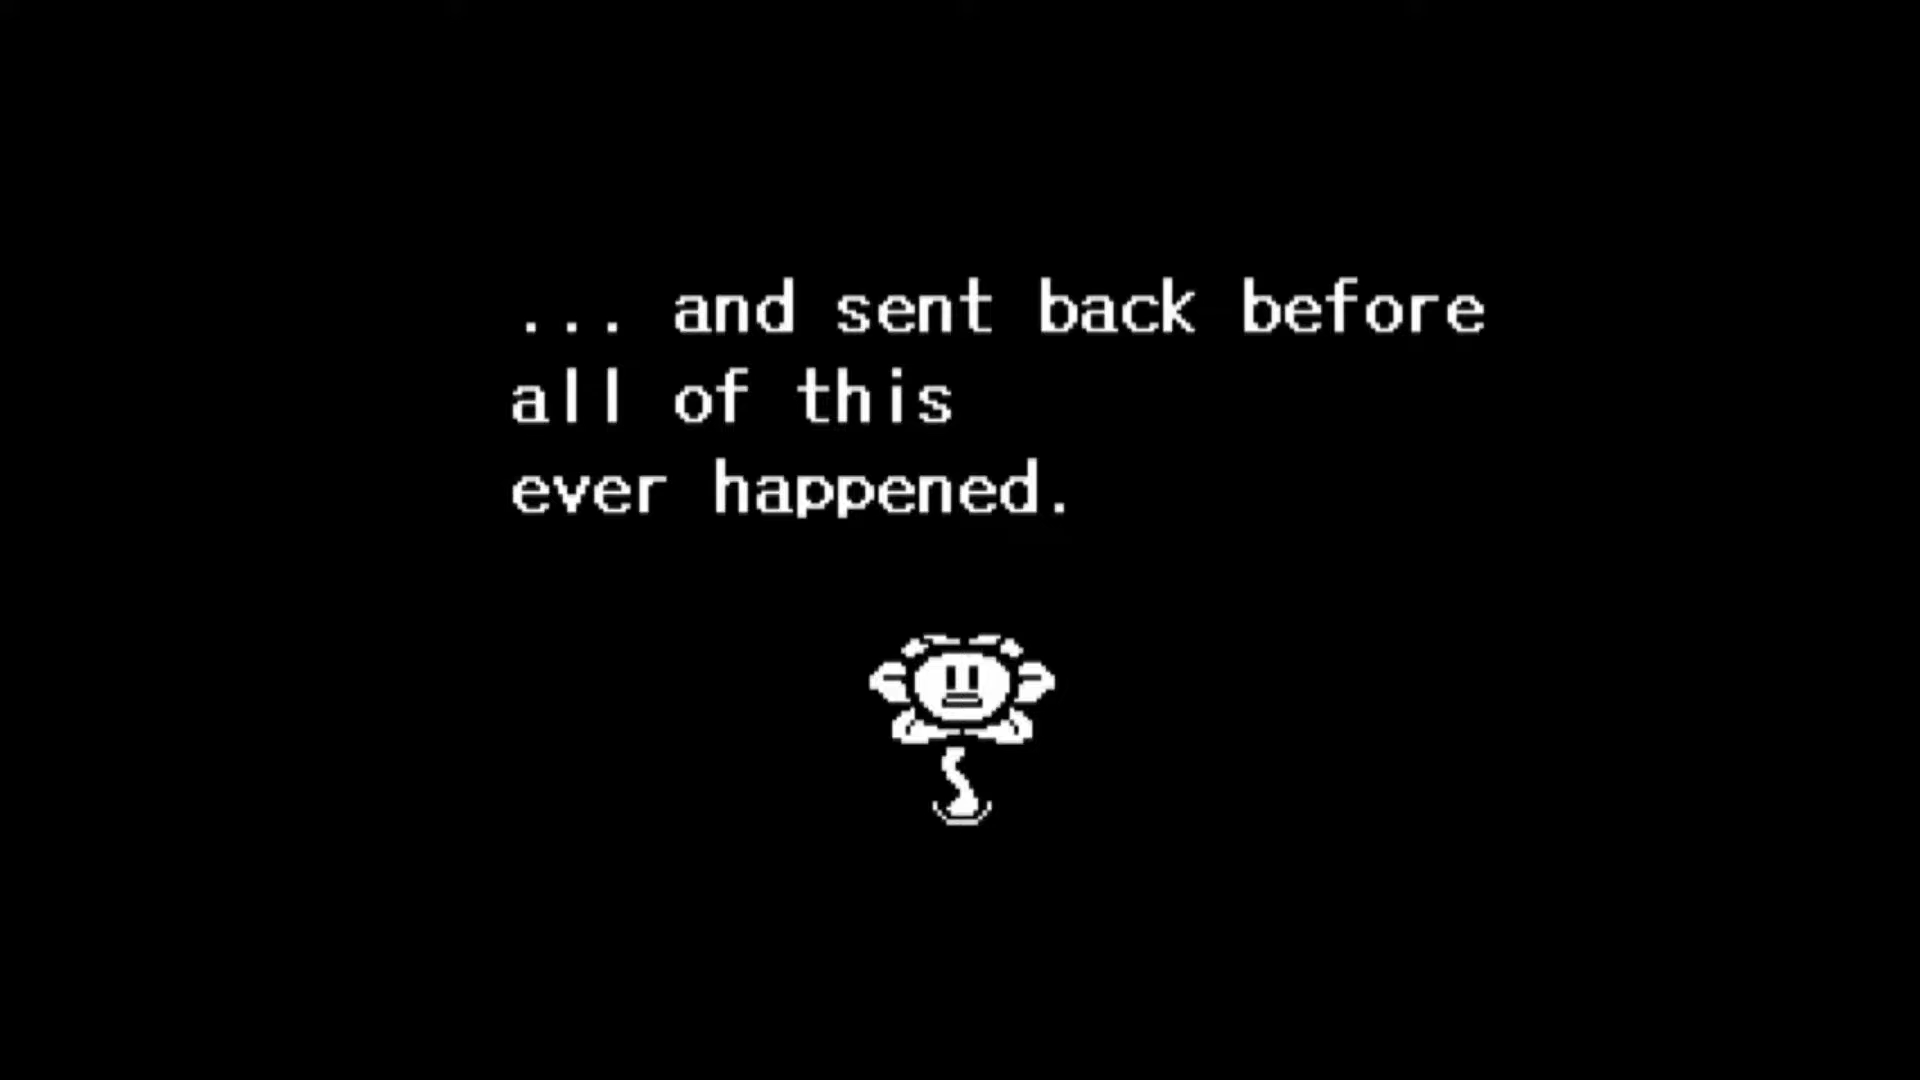 ... and sent back before
all of this
ever happened.